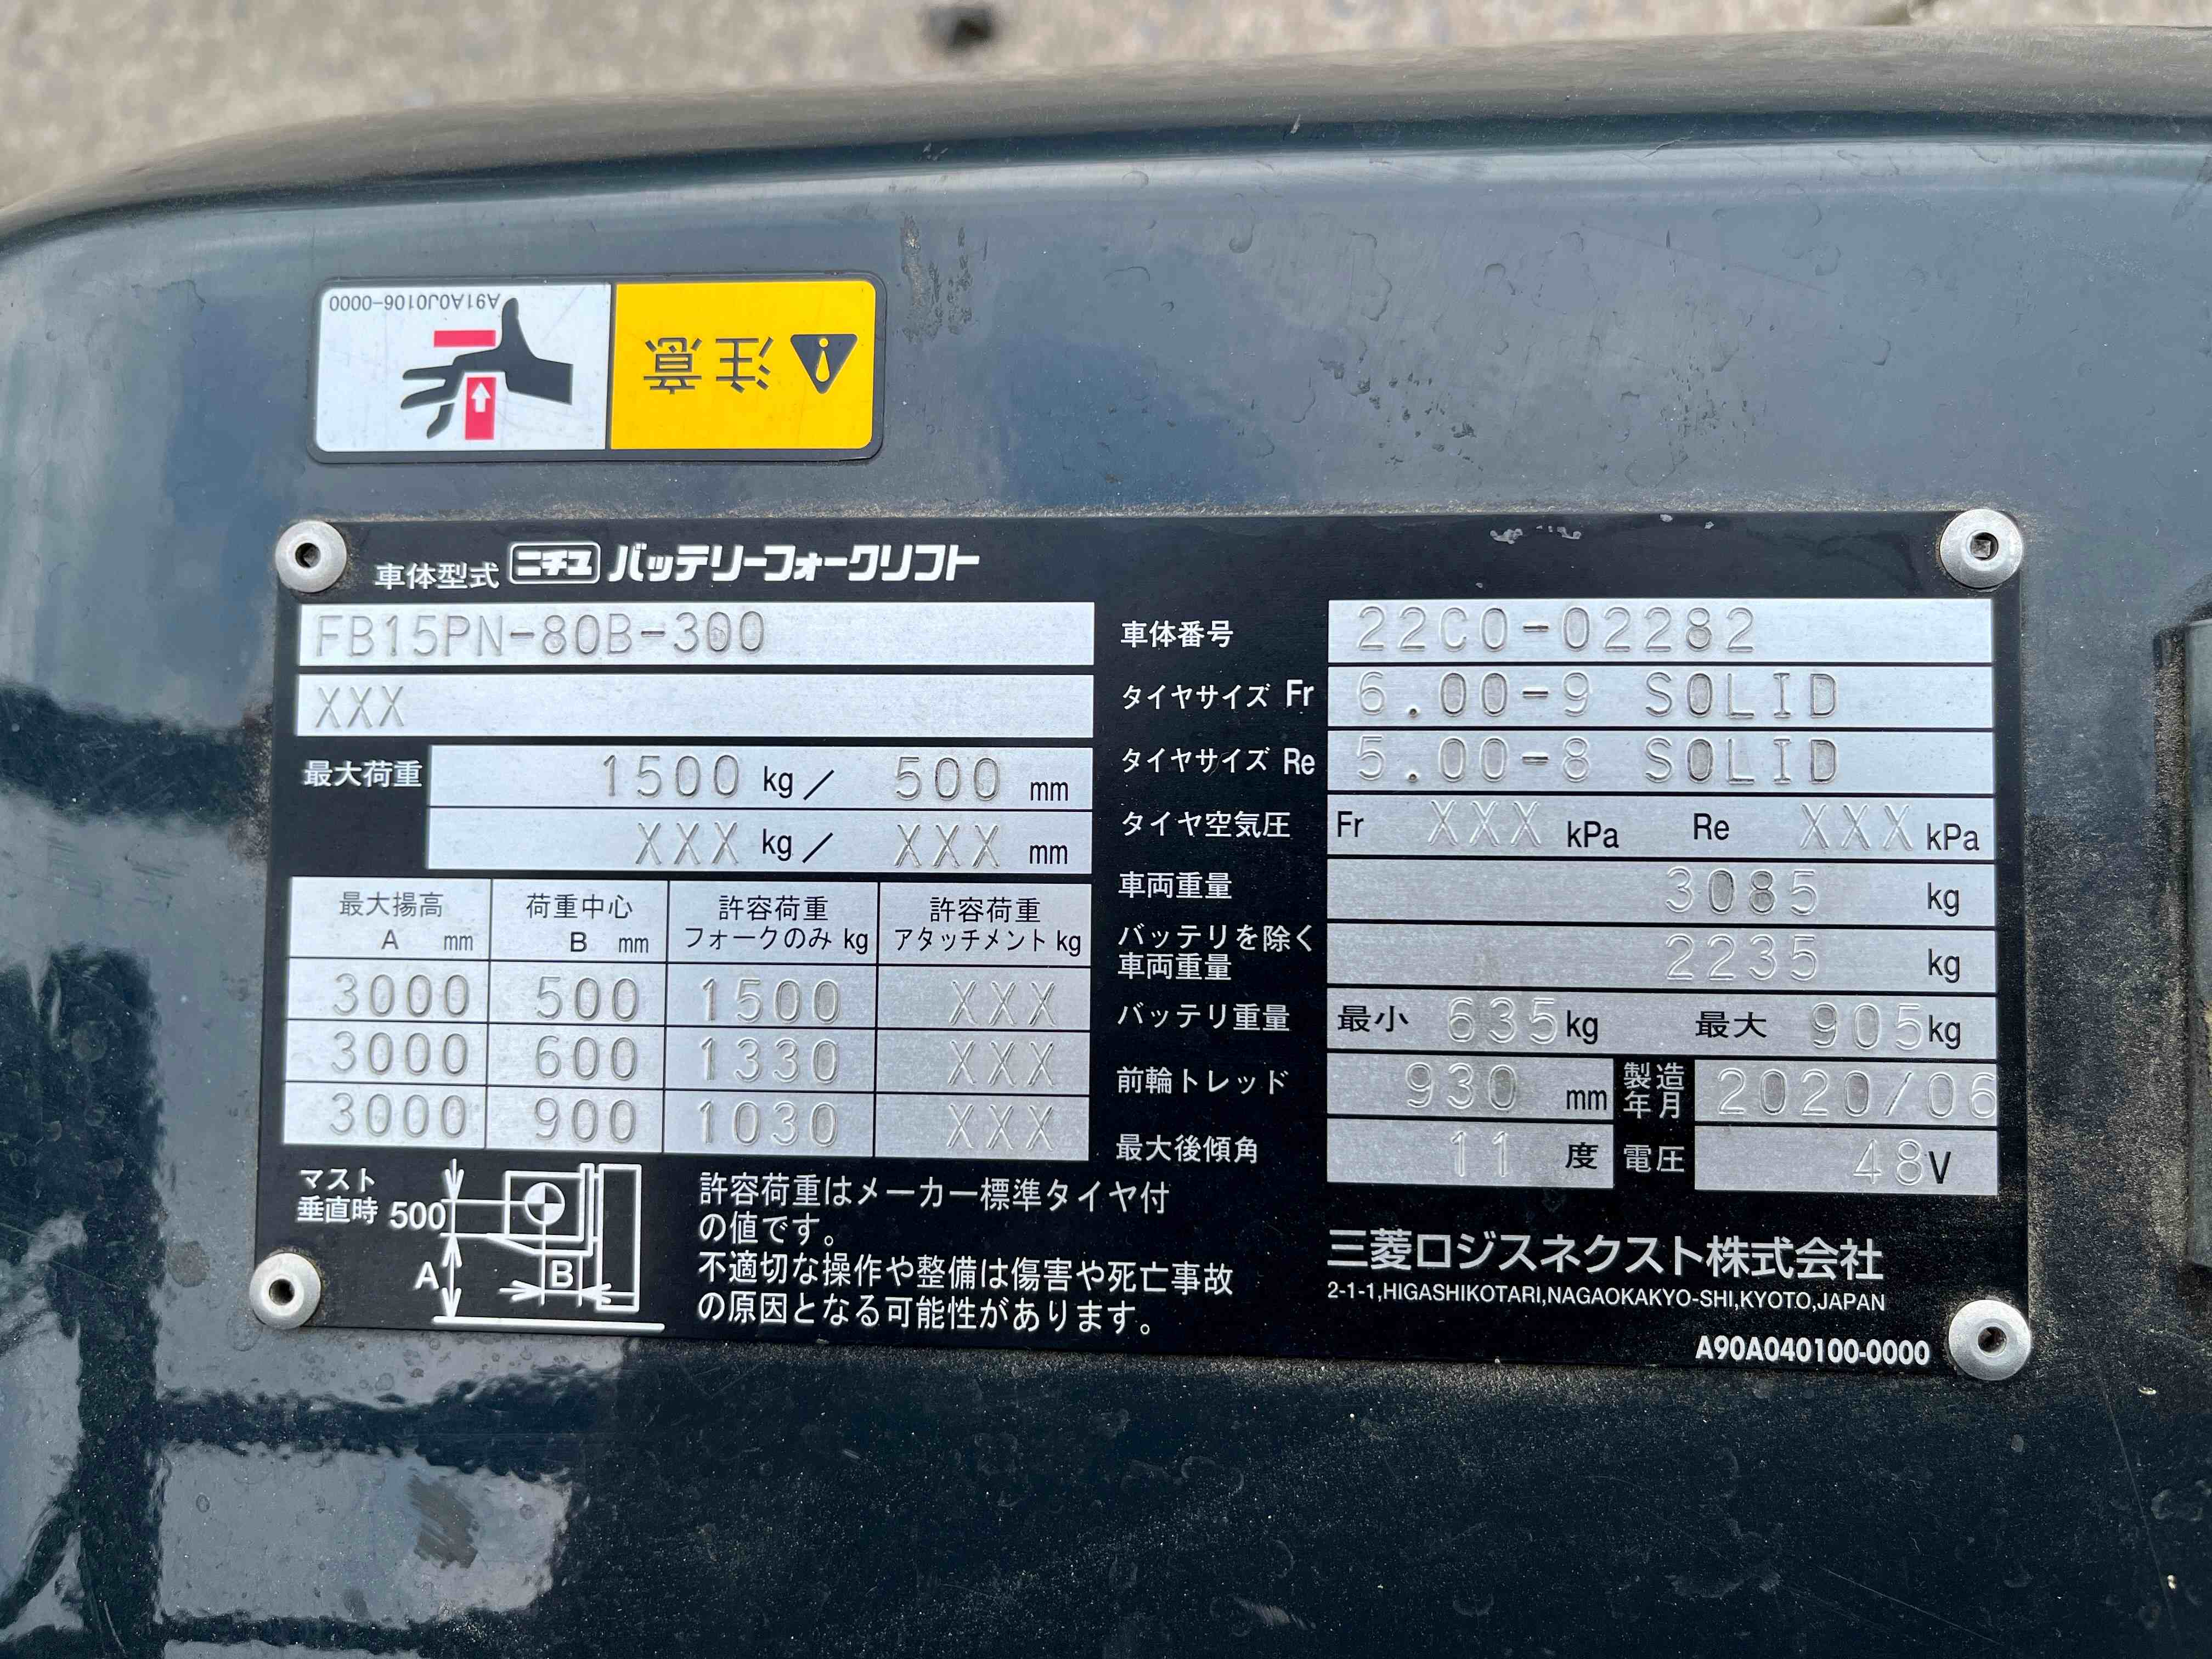 A91A0J0106-0000
注意
車体型式 ニチユ バッテリーフォークリフト
FB15PN-80B-300
XXX
最大荷重 1500 kg / 500 mm
XXX kg / XXX mm
最大揚高 A mm 荷重中心 B mm 許容荷重 フォークのみ kg 許容荷重 アタッチメント kg
3000 500 1500 XXX
3000 600 1330 XXX
3000 900 1030 XXX
マスト
垂直時 500
A B
許容荷重はメーカー標準タイヤ付
の値です。
不適切な操作や整備は傷害や死亡事故
の原因となる可能性があります。
車体番号 22C0-02282
タイヤサイズ Fr 6.00-9 SOLID
タイヤサイズ Re 5.00-8 SOLID
タイヤ空気圧 Fr XXX kPa Re XXX kPa
車両重量 3085 kg
バッテリを除く
車両重量 2235 kg
バッテリ重量 最小 635 kg 最大 905 kg
前輪トレッド 930 mm 製造年月 2020/06
最大後傾角 11 度 電圧 48 V
三菱ロジスネクスト株式会社
2-1-1,HIGASHIKOTARI,NAGAOKAKYO-SHI,KYOTO,JAPAN
A90A040100-0000